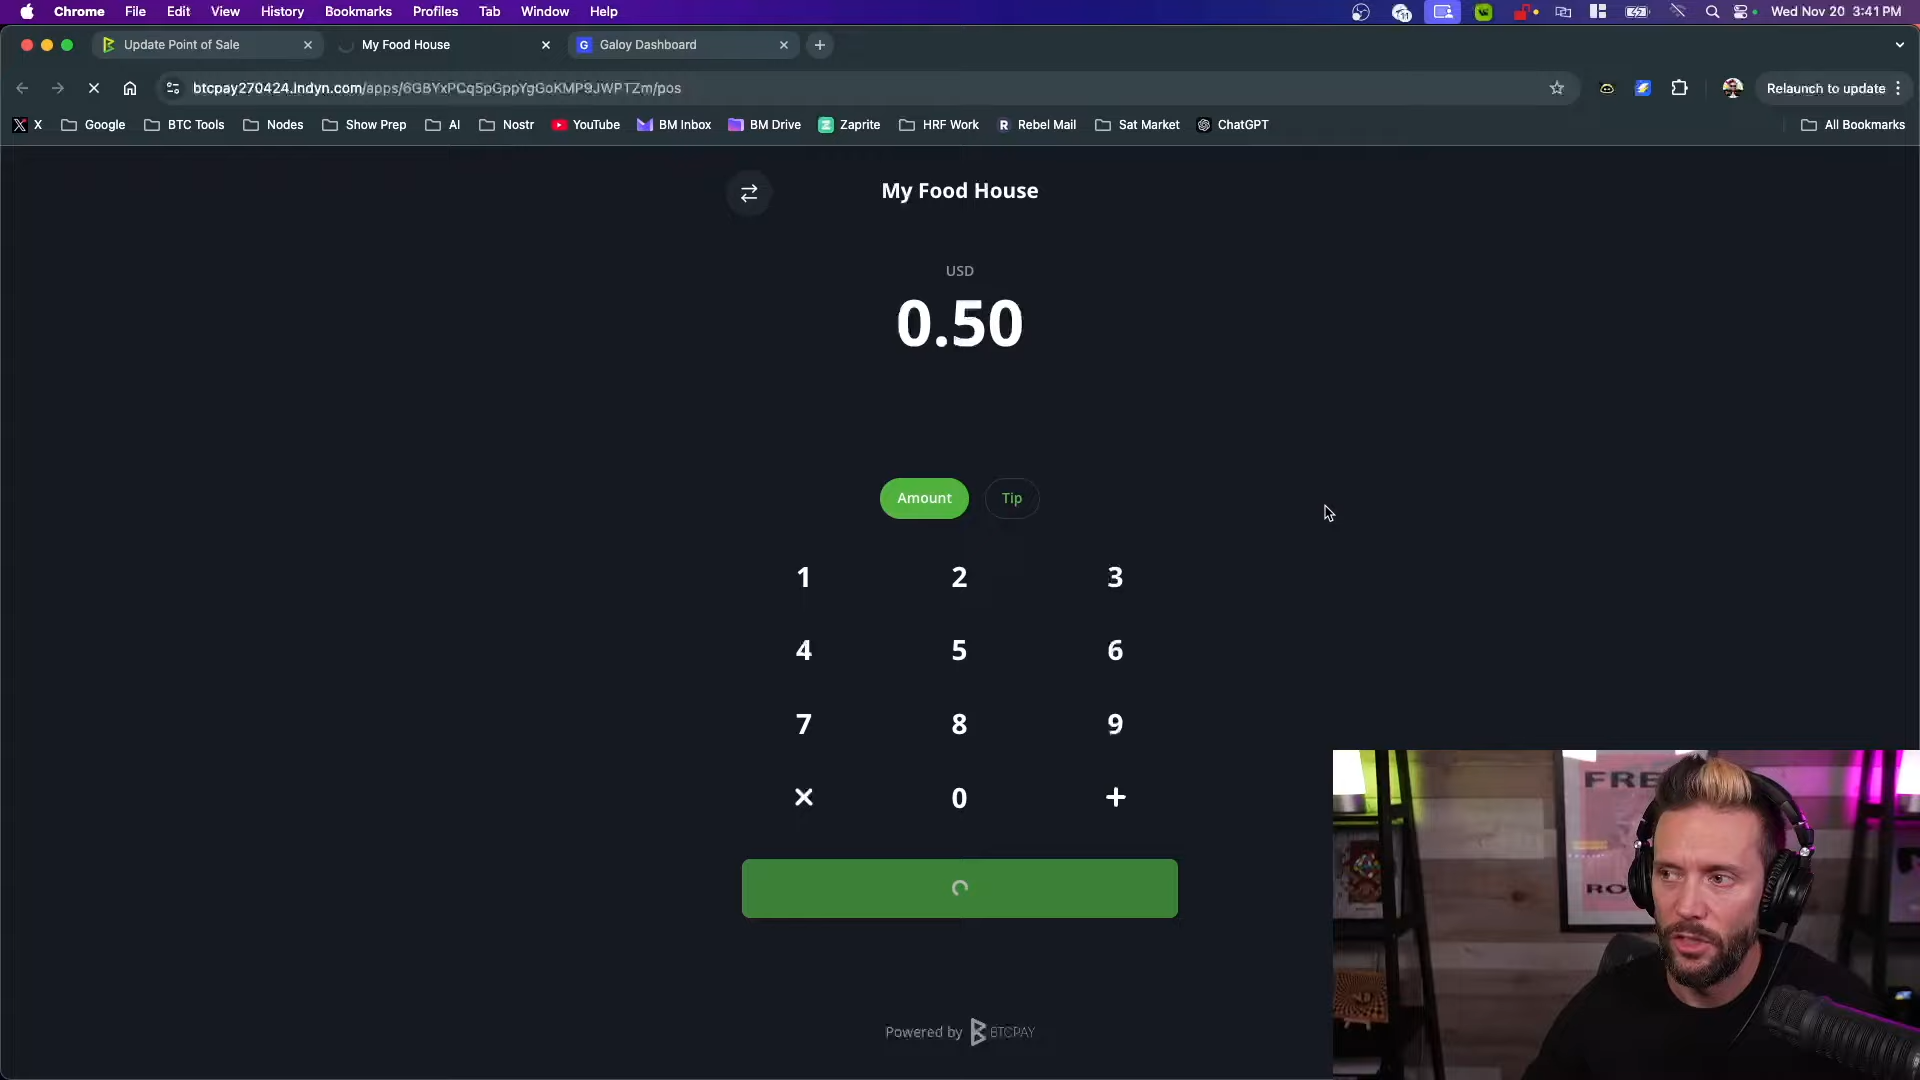 Chrome File Edit View History Bookmarks Profiles Tab Window Help 11 Wed Nov 20 3:41 PM
Update Point of Sale My Food House G Galoy Dashboard
btcpay270424.lndyn.com/apps/6GBYxPCq5pGppYgGoKMP9JWPTZm/pos Relaunch to update
X Google BTC Tools Nodes Show Prep AI Nostr YouTube BM Inbox BM Drive Zaprite HRF Work R Rebel Mail Sat Market ChatGPT All Bookmarks
My Food House
USD
0.50
Amount Tip
1 2 3
4 5 6
7 8 9
× 0 +
FRE
RO
Powered by BTCPAY